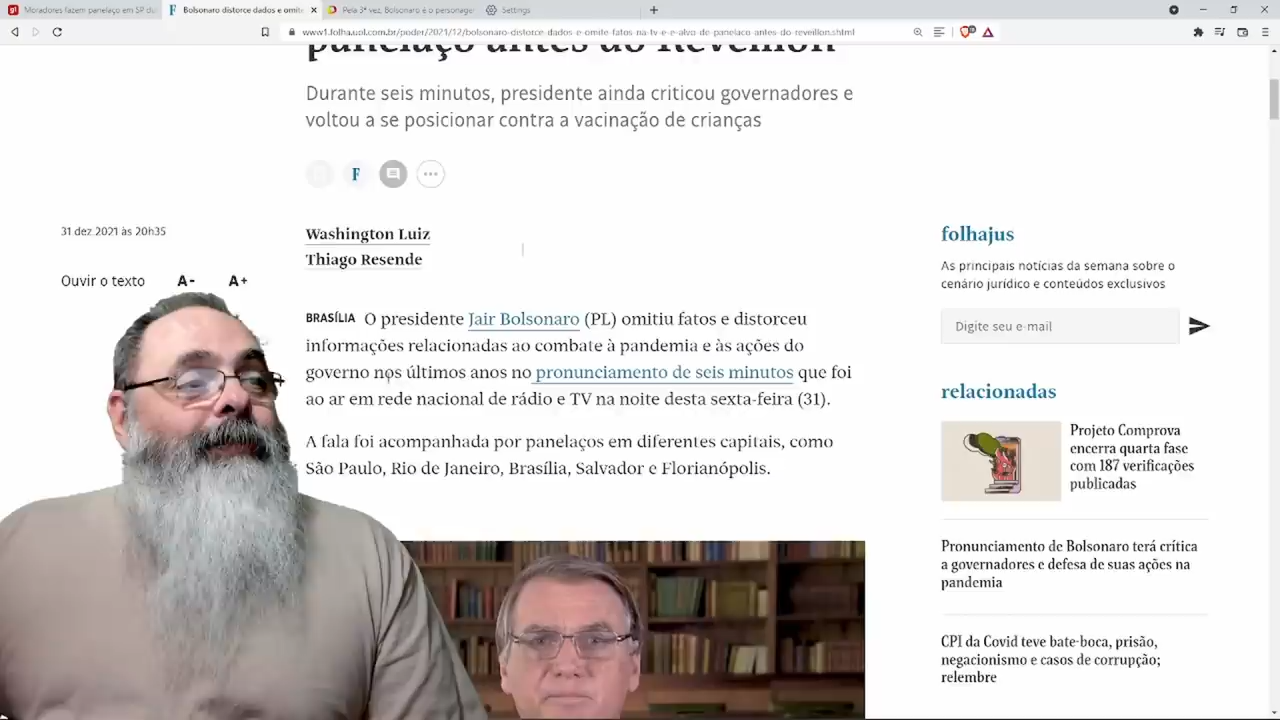 Moradores fazem panelaço em SP du
Bolsonaro distorce dados e omite
Pela 3ª vez, Bolsonaro é o personager
Settings
www1.folha.uol.com.br/poder/2021/12/bolsonaro-distorce-dados-e-omite-fatos-na-tv-e-e-alvo-de-panelaco-antes-do-reveillon.shtml
panelaço antes do Réveillon
Durante seis minutos, presidente ainda criticou governadores e
voltou a se posicionar contra a vacinação de crianças
F
31 dez 2021 às 20h35
Washington Luiz
Thiago Resende
Ouvir o texto A- A+
BRASÍLIA O presidente Jair Bolsonaro (PL) omitiu fatos e distorceu
informações relacionadas ao combate à pandemia e às ações do
governo nos últimos anos no pronunciamento de seis minutos que foi
ao ar em rede nacional de rádio e TV na noite desta sexta-feira (31).
A fala foi acompanhada por panelaços em diferentes capitais, como
São Paulo, Rio de Janeiro, Brasília, Salvador e Florianópolis.
folhajus
As principais notícias da semana sobre o
cenário jurídico e conteúdos exclusivos
Digite seu e-mail
relacionadas
Projeto Comprova
encerra quarta fase
com 187 verificações
publicadas
Pronunciamento de Bolsonaro terá crítica
a governadores e defesa de suas ações na
pandemia
CPI da Covid teve bate-boca, prisão,
negacionismo e casos de corrupção;
relembre